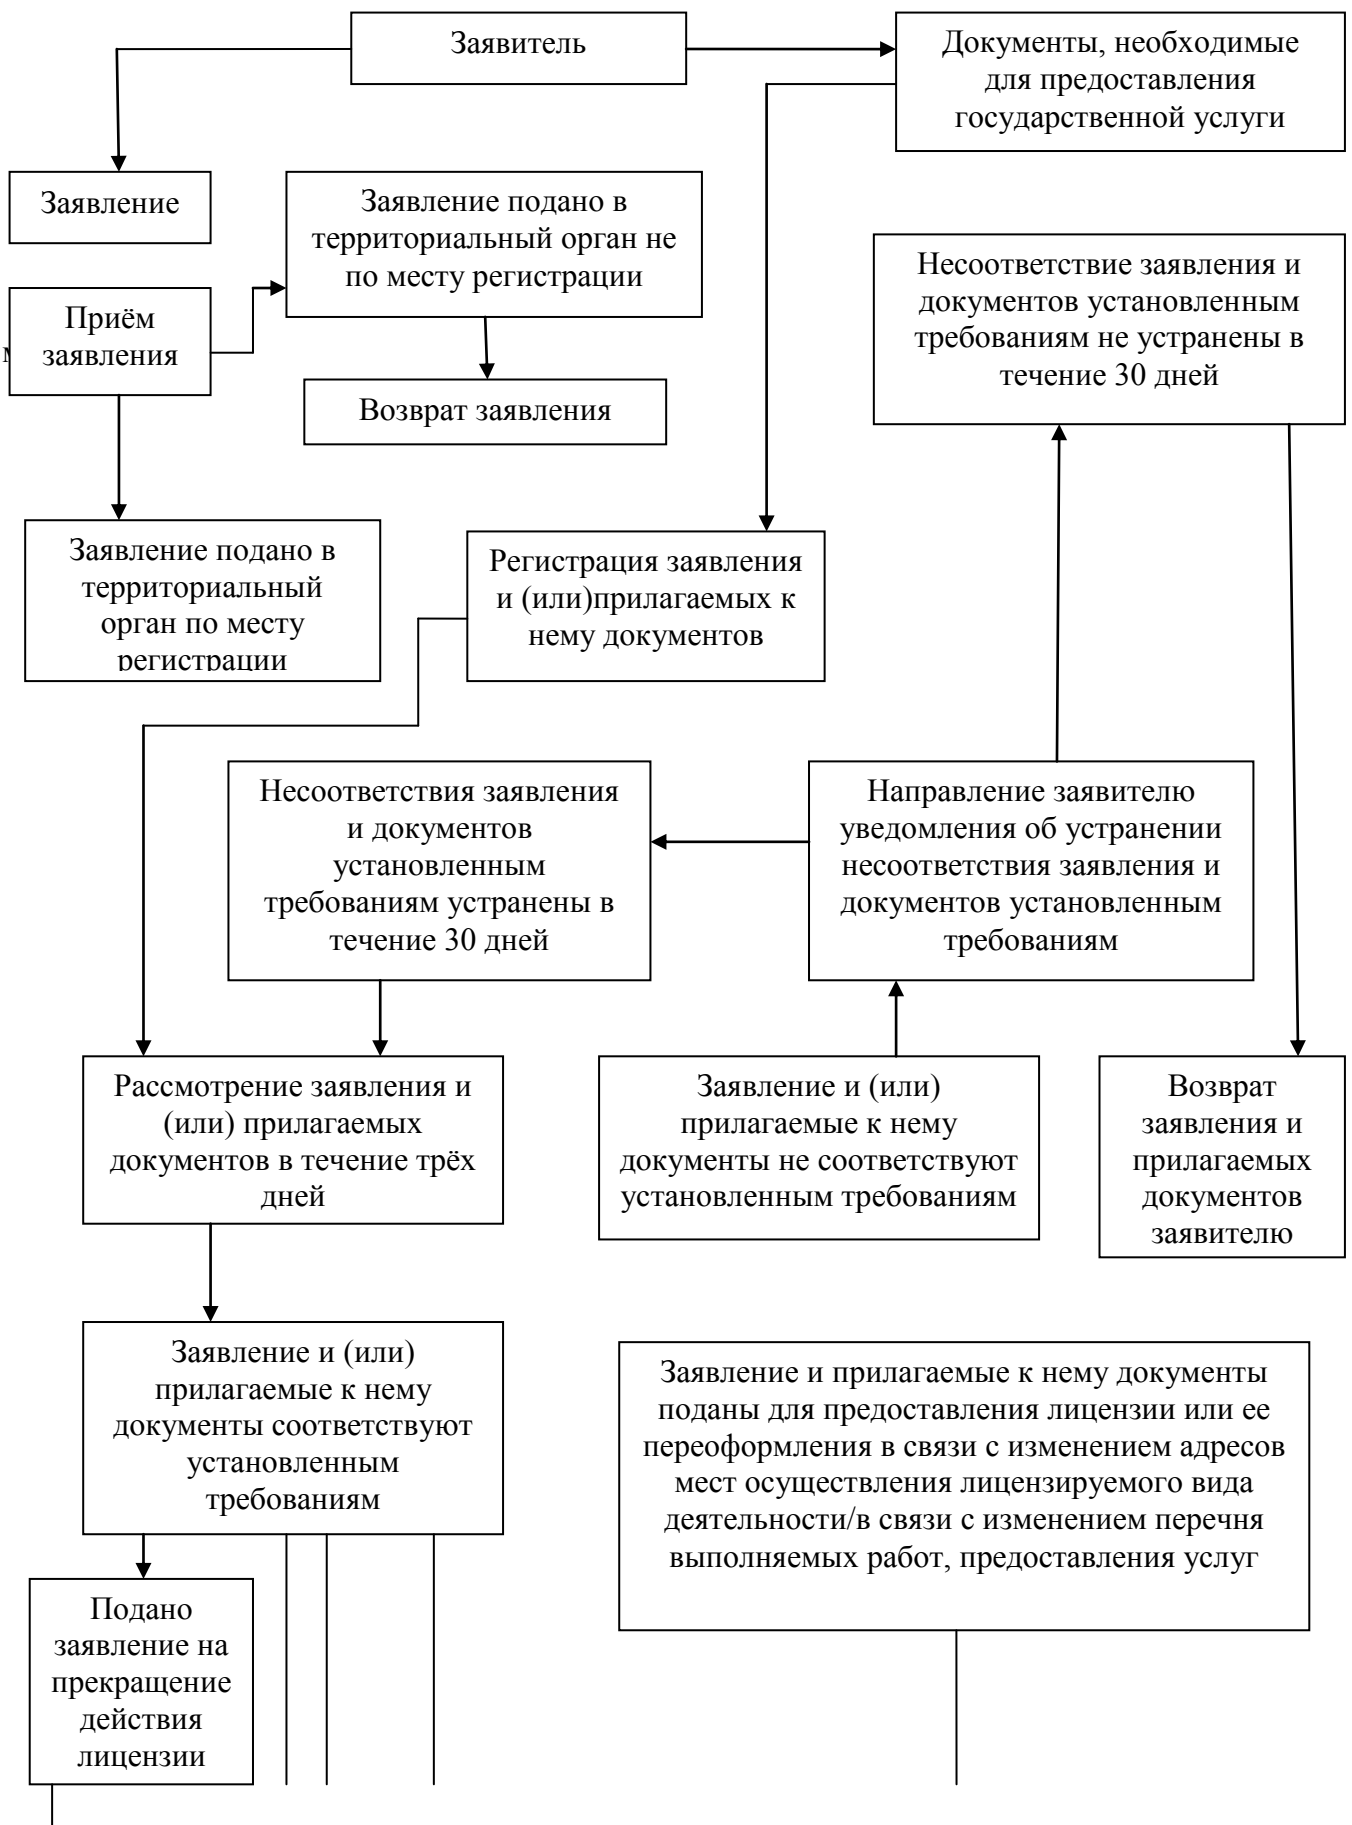 Заявитель
Документы, необходимые
для предоставления
государственной услуги
Заявление
Заявление подано в
территориальный орган не
по месту регистрации
Несоответствие заявления и
документов установленным
требованиям не устранены в
течение 30 дней
Приём
заявления
Возврат заявления
Заявление подано в
территориальный
орган по месту
регистрации
Регистрация заявления
и (или)прилагаемых к
нему документов
Несоответствия заявления
и документов
установленным
требованиям устранены в
течение 30 дней
Направление заявителю
уведомления об устранении
несоответствия заявления и
документов установленным
требованиям
Рассмотрение заявления и
(или) прилагаемых
документов в течение трёх
дней
Заявление и (или)
прилагаемые к нему
документы не соответствуют
установленным требованиям
Возврат
заявления и
прилагаемых
документов
заявителю
Заявление и (или)
прилагаемые к нему
документы соответствуют
установленным
требованиям
Заявление и прилагаемые к нему документы
поданы для предоставления лицензии или ее
переоформления в связи с изменением адресов
мест осуществления лицензируемого вида
деятельности/в связи с изменением перечня
выполняемых работ, предоставления услуг
Подано
заявление на
прекращение
действия
лицензии